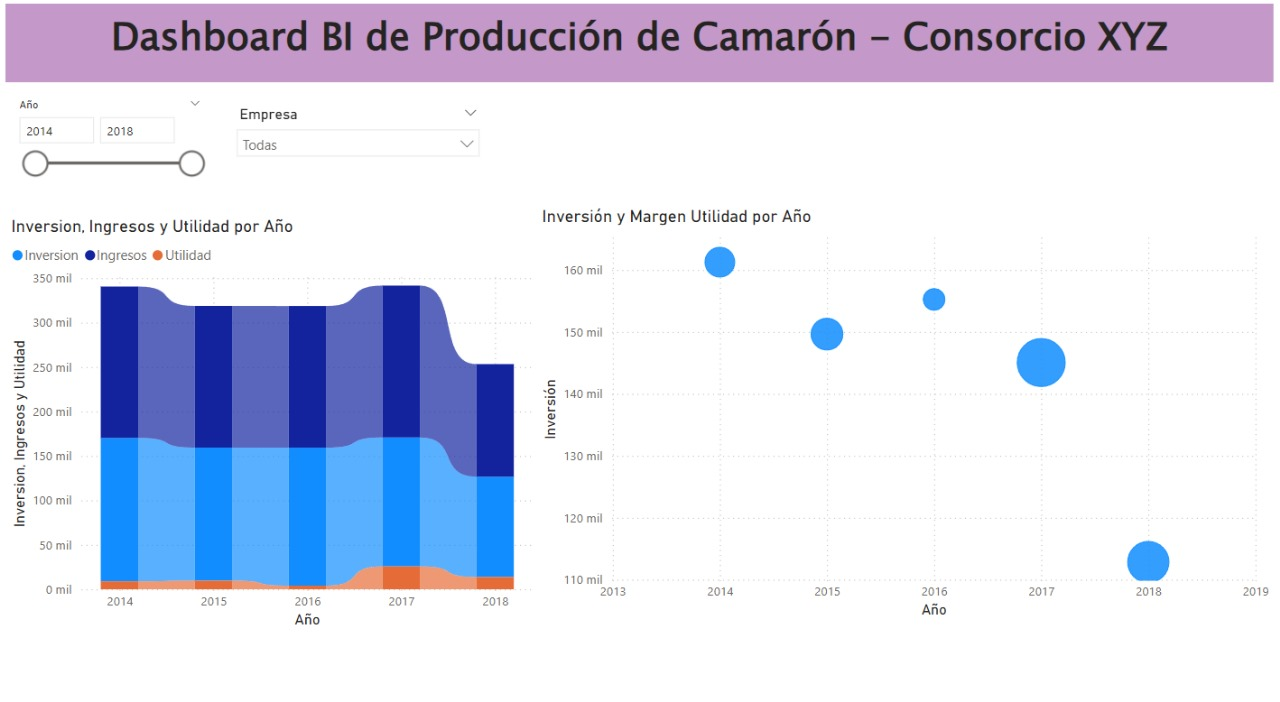 Dashboard BI de Producción de Camarón – Consorcio XYZ
Año
2014 2018
Empresa
Todas
Inversion, Ingresos y Utilidad por Año
Inversion Ingresos Utilidad
Inversion, Ingresos y Utilidad
350 mil
300 mil
250 mil
200 mil
150 mil
100 mil
50 mil
0 mil
2014 2015 2016 2017 2018
Año
Inversión y Margen Utilidad por Año
Inversión
160 mil
150 mil
140 mil
130 mil
120 mil
110 mil
2013 2014 2015 2016 2017 2018 2019
Año